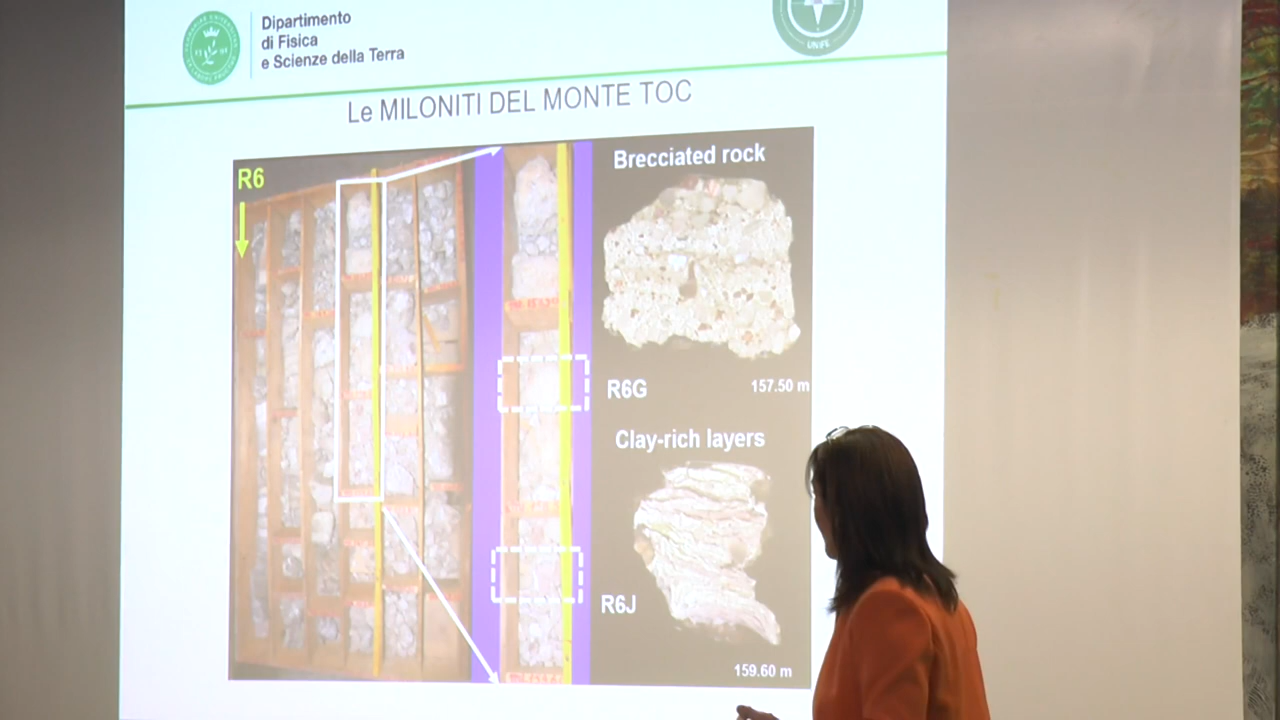 Dipartimento
di Fisica
e Scienze della Terra
UNIFE
Le MILONITI DEL MONTE TOC
R6
Brecciated rock
R6G
157.50 m
Clay-rich layers
R6J
159.60 m